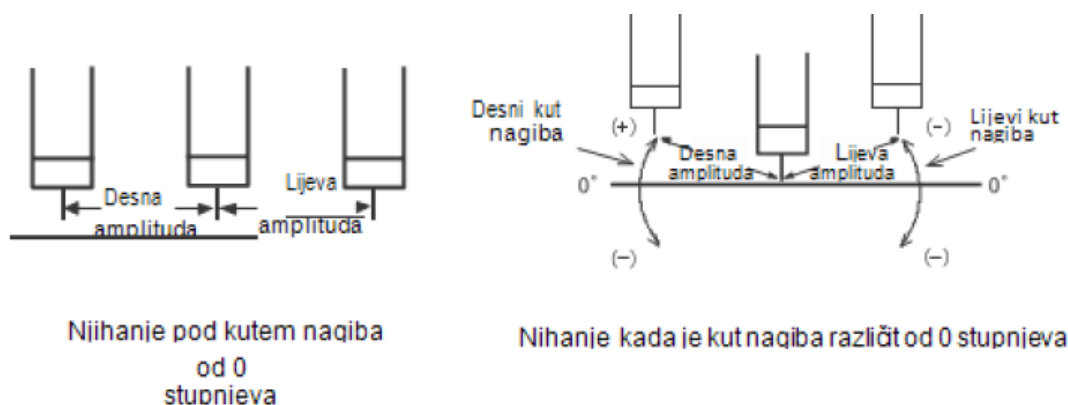 Desna
amplituda
Lijeva
amplituda
Njihanje pod kutem nagiba
od 0
stupnjeva
Desni kut
nagiba
(+)
0°
(−)
Desna
amplituda
Lijeva
amplituda
(−)
Lijevi kut
nagiba
0°
(−)
Nihanje kada je kut nagiba različit od 0 stupnjeva